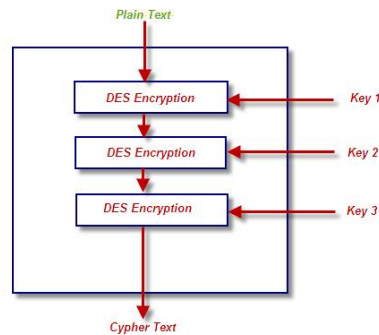 Plain Text
DES Encryption
Key 1
DES Encryption
Key 2
DES Encryption
Key 3
Cypher Text